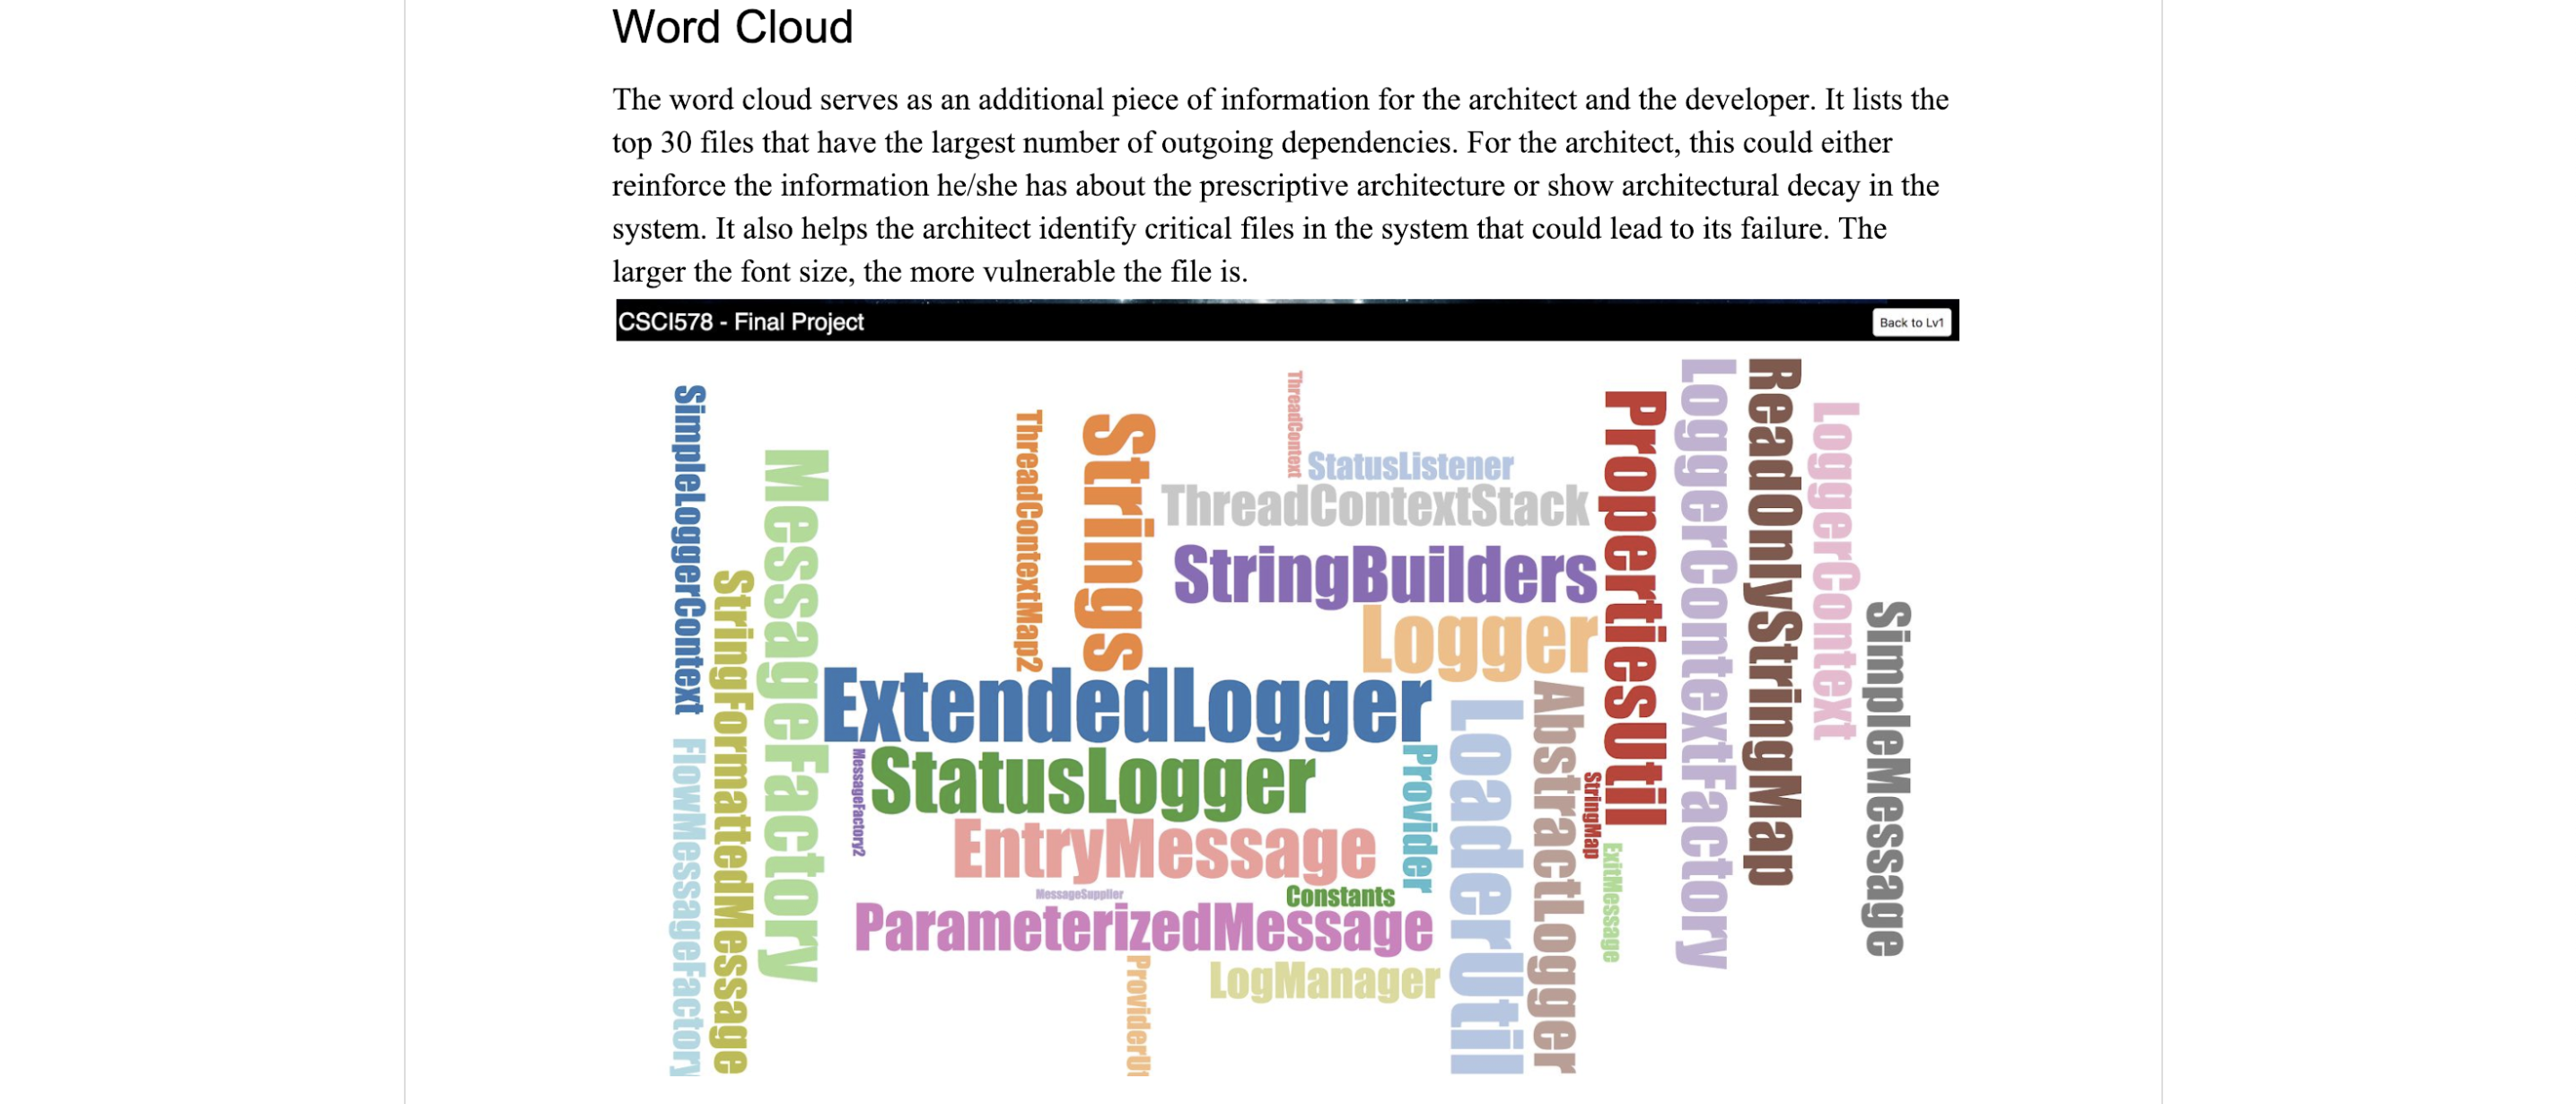 Word Cloud
The word cloud serves as an additional piece of information for the architect and the developer. It lists the
top 30 files that have the largest number of outgoing dependencies. For the architect, this could either
reinforce the information he/she has about the prescriptive architecture or show architectural decay in the
system. It also helps the architect identify critical files in the system that could lead to its failure. The
larger the font size, the more vulnerable the file is.
CSCI578 - Final Project
Back to Lv1
SimpleLoggerContext
FlowMessageFactory
StringFormattedMessage
MessageFactory
ThreadContextMap2
Strings
ThreadContext
StatusListener
ThreadContextStack
StringBuilders
Logger
ExtendedLogger
MessageFactory2
StatusLogger
EntryMessage
MessageSupplier
Constants
ParameterizedMessage
LogManager
ProviderUt
Provider
LoaderUtil
AbstractLogger
StringMap
ExitMessage
PropertiesUtil
LoggerContextFactory
ReadOnlyStringMap
LoggerContext
SimpleMessage